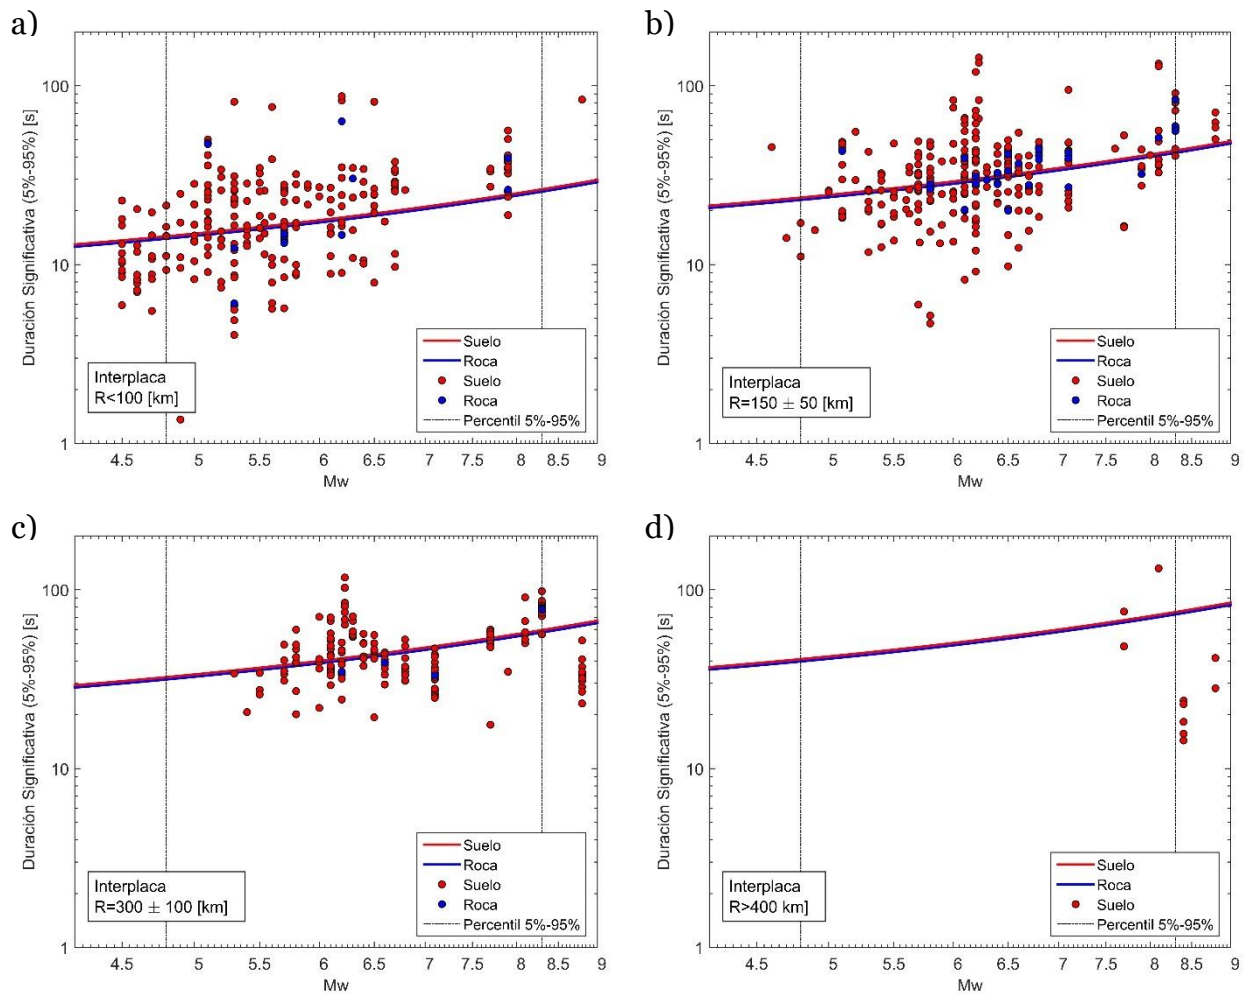 a)
Duración Significativa (5%-95%) [s]
100
10
1
Interplaca
R<100 [km]
Suelo
Roca
Suelo
Roca
Percentil 5%-95%
4.5 5 5.5 6 6.5 7 7.5 8 8.5 9
Mw
b)
Duración Significativa (5%-95%) [s]
100
10
1
Interplaca
R=150 ± 50 [km]
Suelo
Roca
Suelo
Roca
Percentil 5%-95%
4.5 5 5.5 6 6.5 7 7.5 8 8.5 9
Mw
c)
Duración Significativa (5%-95%) [s]
100
10
1
Interplaca
R=300 ± 100 [km]
Suelo
Roca
Suelo
Roca
Percentil 5%-95%
4.5 5 5.5 6 6.5 7 7.5 8 8.5 9
Mw
d)
Duración Significativa (5%-95%) [s]
100
10
1
Interplaca
R>400 km]
Suelo
Roca
Suelo
Percentil 5%-95%
4.5 5 5.5 6 6.5 7 7.5 8 8.5 9
Mw